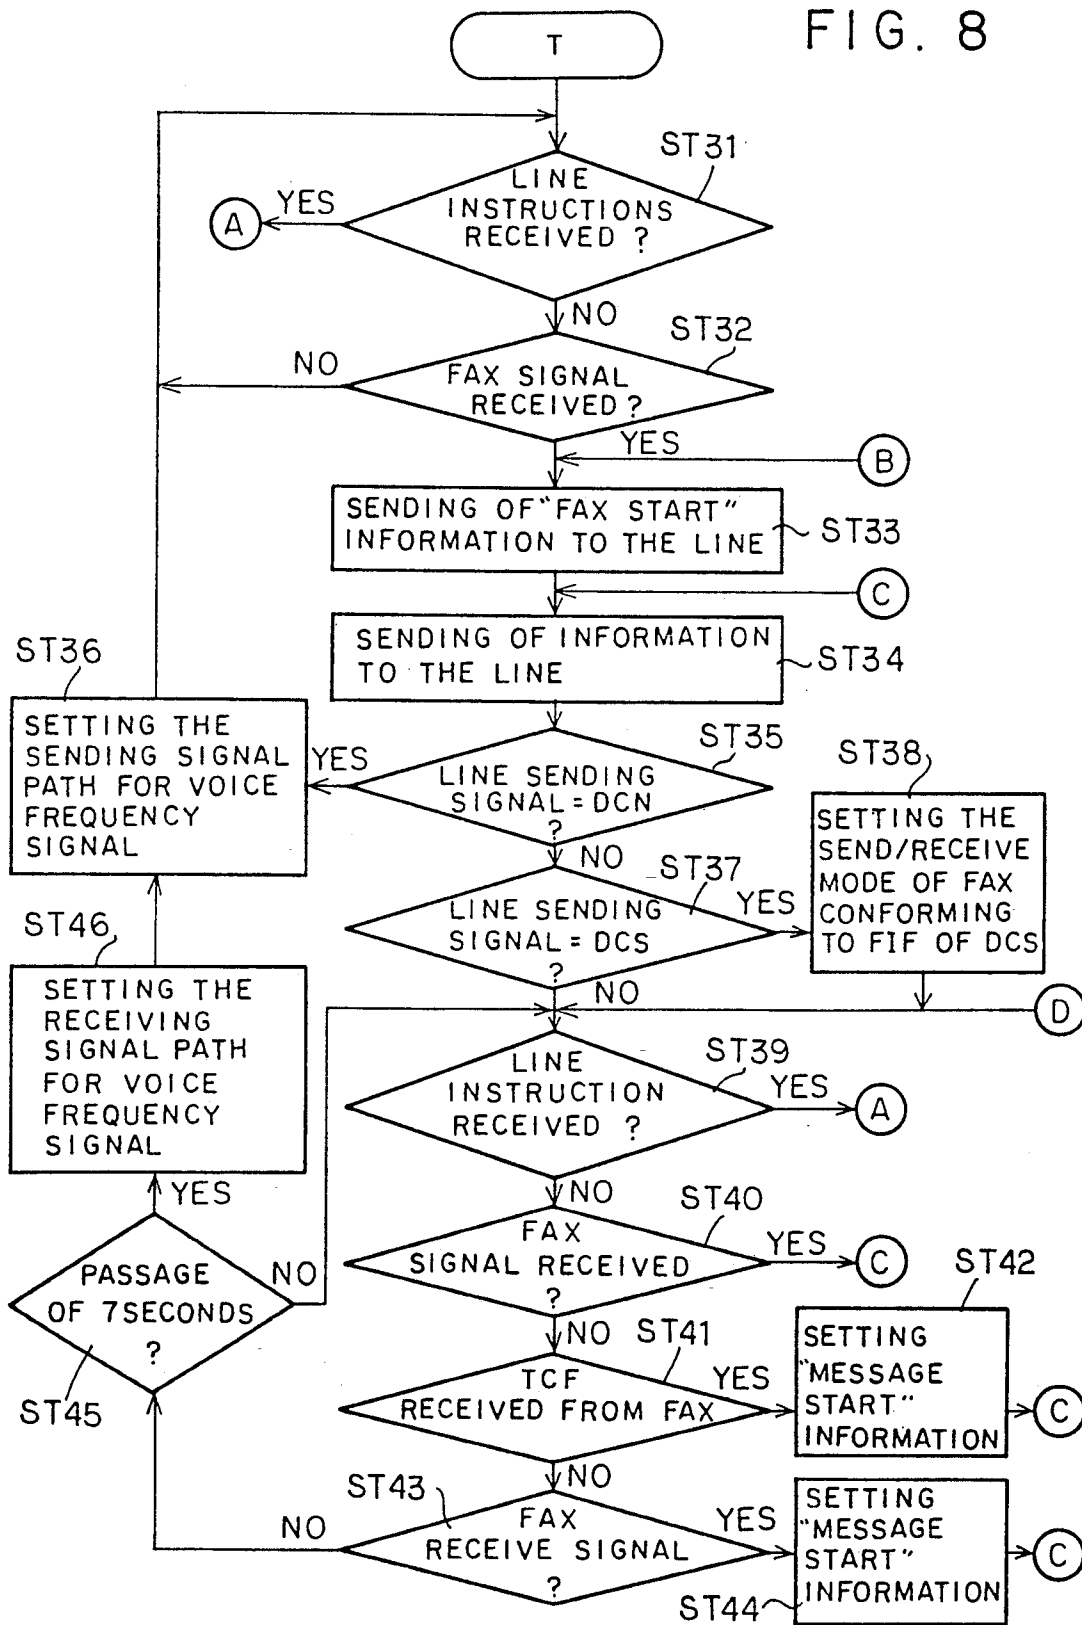 FIG. 8
T
ST31
LINE
INSTRUCTIONS
RECEIVED ?
YES
A
NO
ST32
NO
FAX SIGNAL
RECEIVED ?
YES
B
SENDING OF "FAX START"
INFORMATION TO THE LINE
ST33
C
SENDING OF INFORMATION
TO THE LINE
ST34
ST36
SETTING THE
SENDING SIGNAL
PATH FOR VOICE
FREQUENCY
SIGNAL
YES
ST35
LINE SENDING
SIGNAL = DCN
?
NO
ST38
SETTING THE
SEND/RECEIVE
MODE OF FAX
CONFORMING
TO FIF OF DCS
ST37
LINE SENDING
SIGNAL = DCS
?
YES
NO
D
ST46
SETTING THE
RECEIVING
SIGNAL PATH
FOR VOICE
FREQUENCY
SIGNAL
ST39
LINE
INSTRUCTION
RECEIVED ?
YES
A
NO
YES
ST40
FAX
SIGNAL RECEIVED
?
YES
C
NO
PASSAGE
OF 7SECONDS
?
NO
ST45
ST41
TCF
RECEIVED FROM FAX
YES
ST42
SETTING
"MESSAGE
START"
INFORMATION
C
NO
ST43
FAX
RECEIVE SIGNAL
?
NO
YES
SETTING
"MESSAGE
START"
INFORMATION
ST44
C